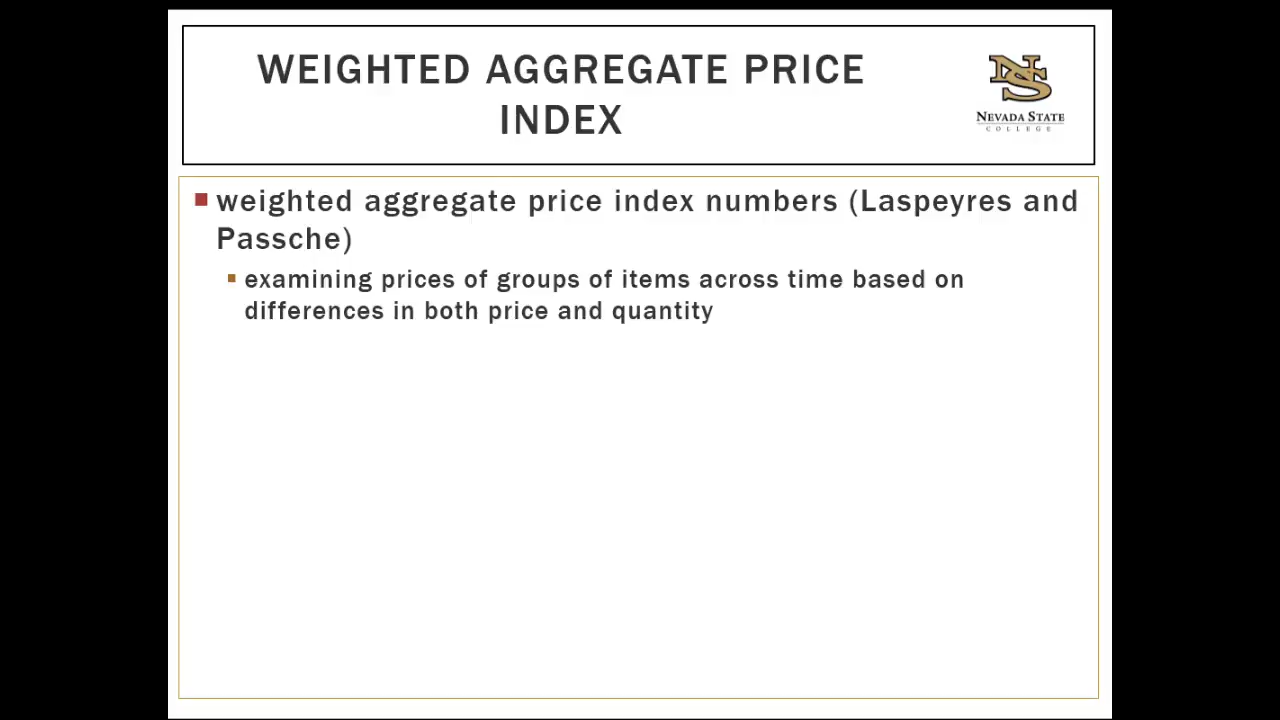 WEIGHTED AGGREGATE PRICE
INDEX
NS
NEVADA STATE
COLLEGE
weighted aggregate price index numbers (Laspeyres and
Passche)
examining prices of groups of items across time based on
differences in both price and quantity